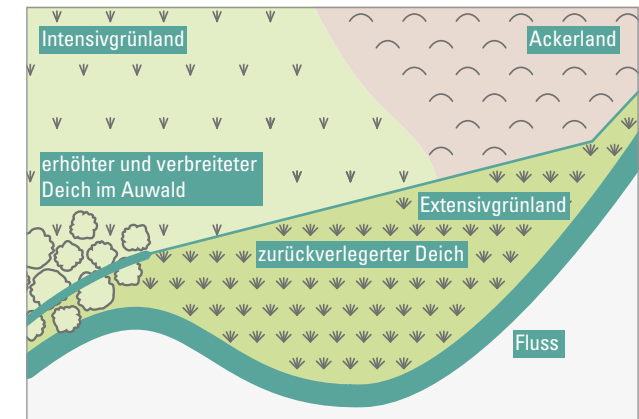 Intensivgrünland
Ackerland
erhöhter und verbreiteter
Deich im Auwald
Extensivgrünland
zurückverlegerter Deich
Fluss